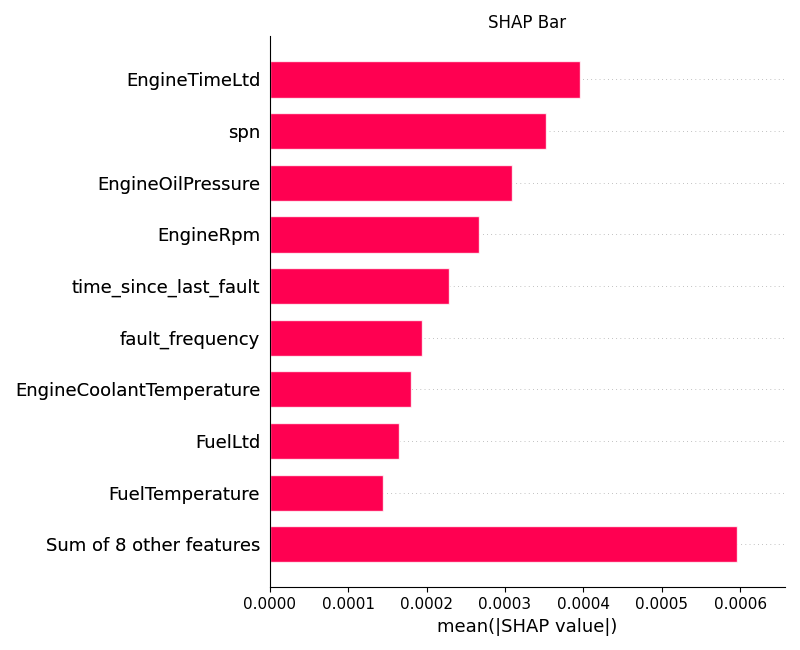 SHAP Bar
EngineTimeLtd
spn
EngineOilPressure
EngineRpm
time_since_last_fault
fault_frequency
EngineCoolantTemperature
FuelLtd
FuelTemperature
Sum of 8 other features
0.0000 0.0001 0.0002 0.0003 0.0004 0.0005 0.0006
mean(|SHAP value|)